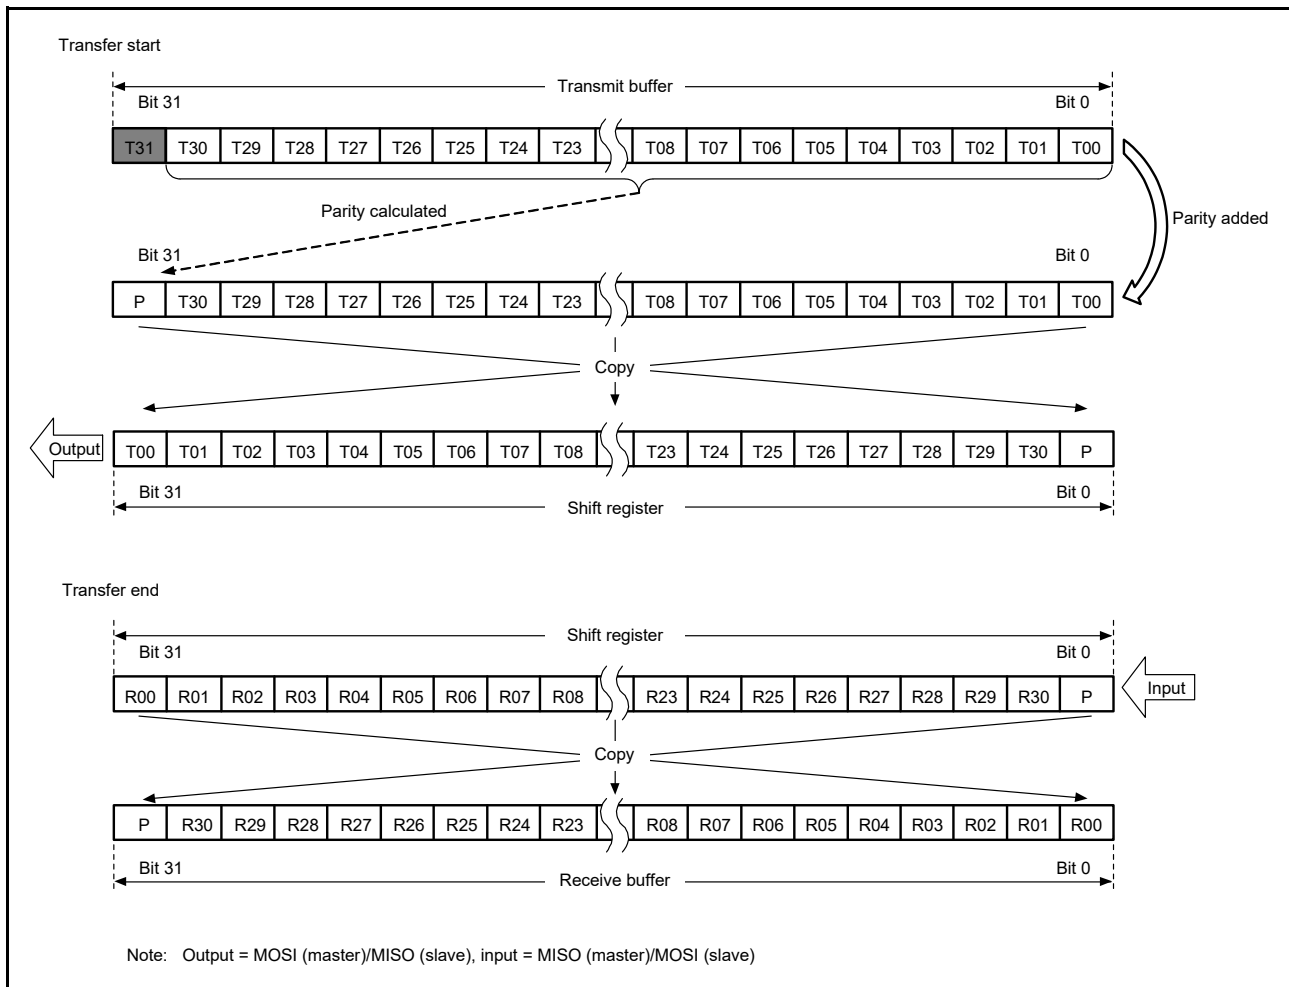 Transfer start
Transmit buffer
Bit 31 Bit 0
T31 T30 T29 T28 T27 T26 T25 T24 T23 T08 T07 T06 T05 T04 T03 T02 T01 T00
Parity calculated
Parity added
Bit 31 Bit 0
P T30 T29 T28 T27 T26 T25 T24 T23 T08 T07 T06 T05 T04 T03 T02 T01 T00
Copy
Output
T00 T01 T02 T03 T04 T05 T06 T07 T08 T23 T24 T25 T26 T27 T28 T29 T30 P
Bit 31 Bit 0
Shift register
Transfer end
Shift register
Bit 31 Bit 0
R00 R01 R02 R03 R04 R05 R06 R07 R08 R23 R24 R25 R26 R27 R28 R29 R30 P
Input
Copy
P R30 R29 R28 R27 R26 R25 R24 R23 R08 R07 R06 R05 R04 R03 R02 R01 R00
Bit 31 Bit 0
Receive buffer
Note: Output = MOSI (master)/MISO (slave), input = MISO (master)/MOSI (slave)